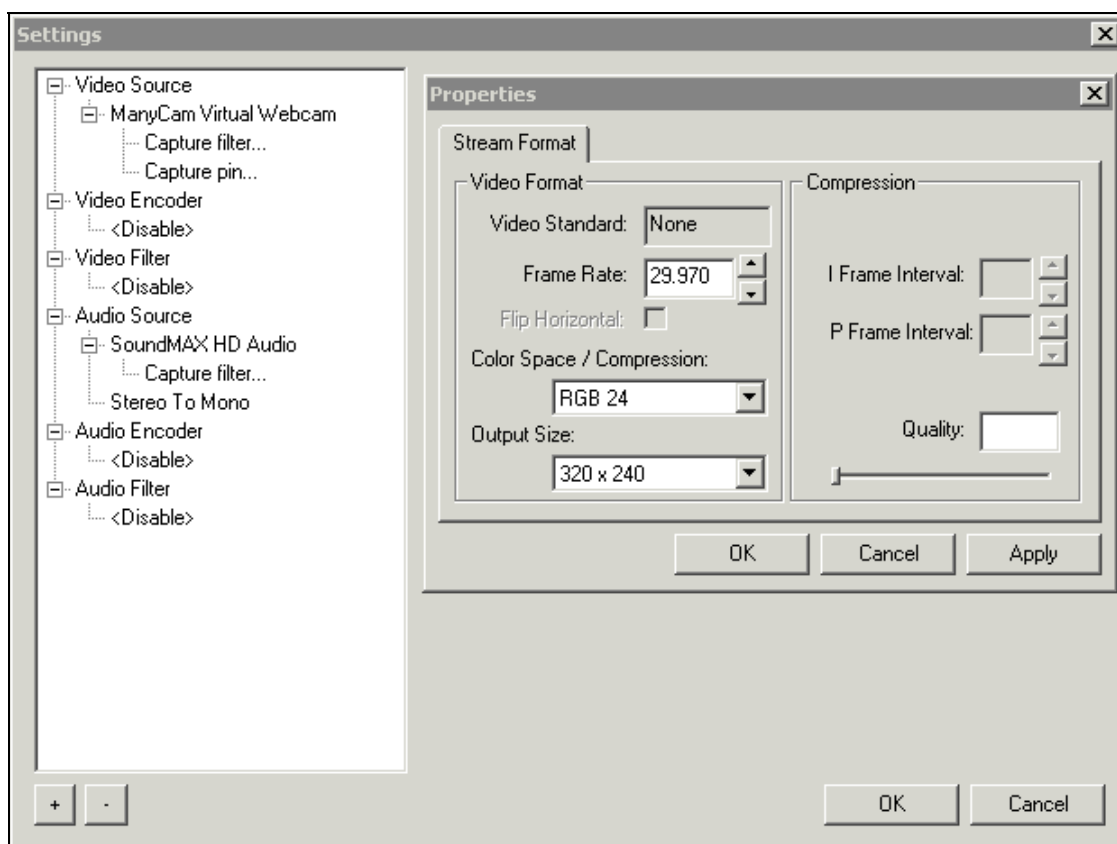 Settings
Video Source
ManyCam Virtual Webcam
Capture filter...
Capture pin...
Video Encoder
<Disable>
Video Filter
<Disable>
Audio Source
SoundMAX HD Audio
Capture filter...
Stereo To Mono
Audio Encoder
<Disable>
Audio Filter
<Disable>
+ -
Properties
Stream Format
Video Format
Video Standard: None
Frame Rate: 29.970
Flip Horizontal:
Color Space / Compression:
RGB 24
Output Size:
320 x 240
Compression
I Frame Interval:
P Frame Interval:
Quality:
OK Cancel Apply
OK Cancel